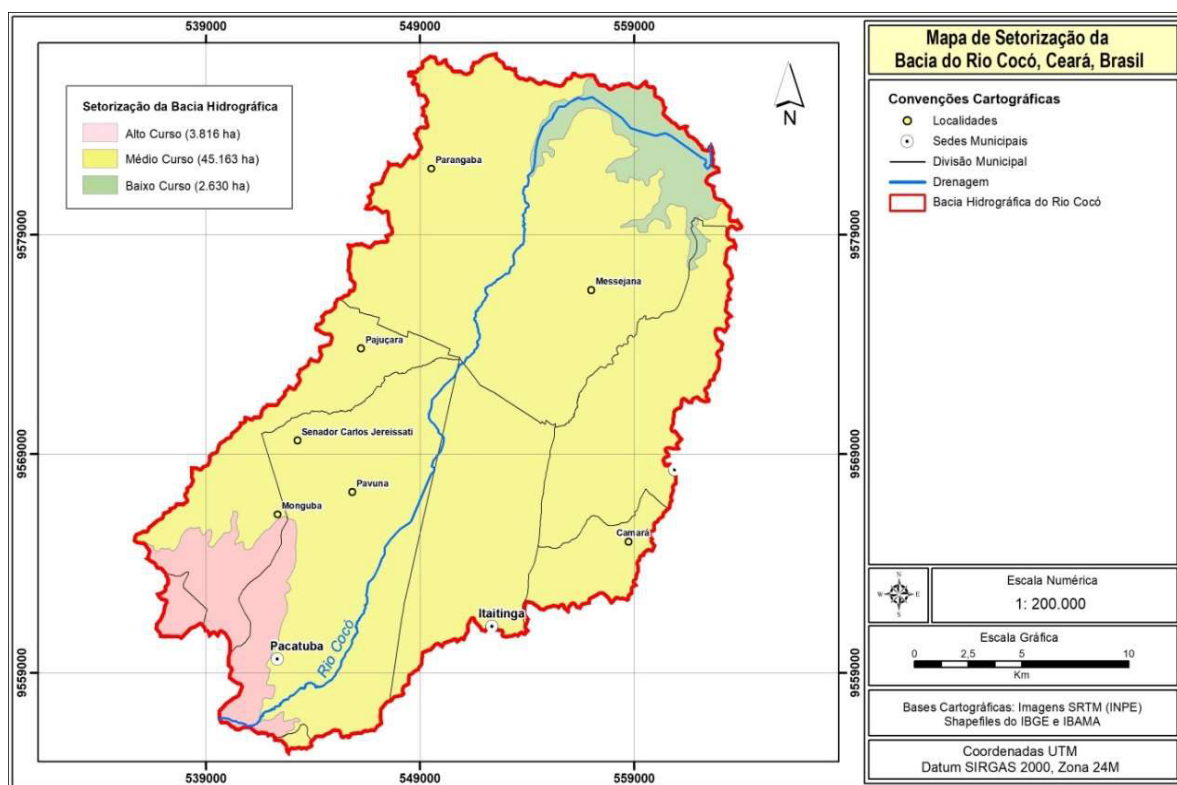 539000
549000
559000
Mapa de Setorização da
Bacia do Rio Cocó, Ceará, Brasil
Setorização da Bacia Hidrográfica
Alto Curso (3.816 ha)
Médio Curso (45.163 ha)
Baixo Curso (2.630 ha)
N
Convenções Cartográficas
Localidades
Sedes Municipais
Divisão Municipal
Drenagem
Bacia Hidrográfica do Rio Cocó
9579000
9579000
Parangaba
Messejana
Pajuçara
Senador Carlos Jereissati
9569000
9569000
Pavuna
Monguba
Camará
Itaitinga
Pacatuba
Rio Cocó
9559000
9559000
539000
549000
559000
N
W
E
S
Escala Numérica
1: 200.000
Escala Gráfica
0 2,5 5 10
Km
Bases Cartográficas: Imagens SRTM (INPE)
Shapefiles do IBGE e IBAMA
Coordenadas UTM
Datum SIRGAS 2000, Zona 24M